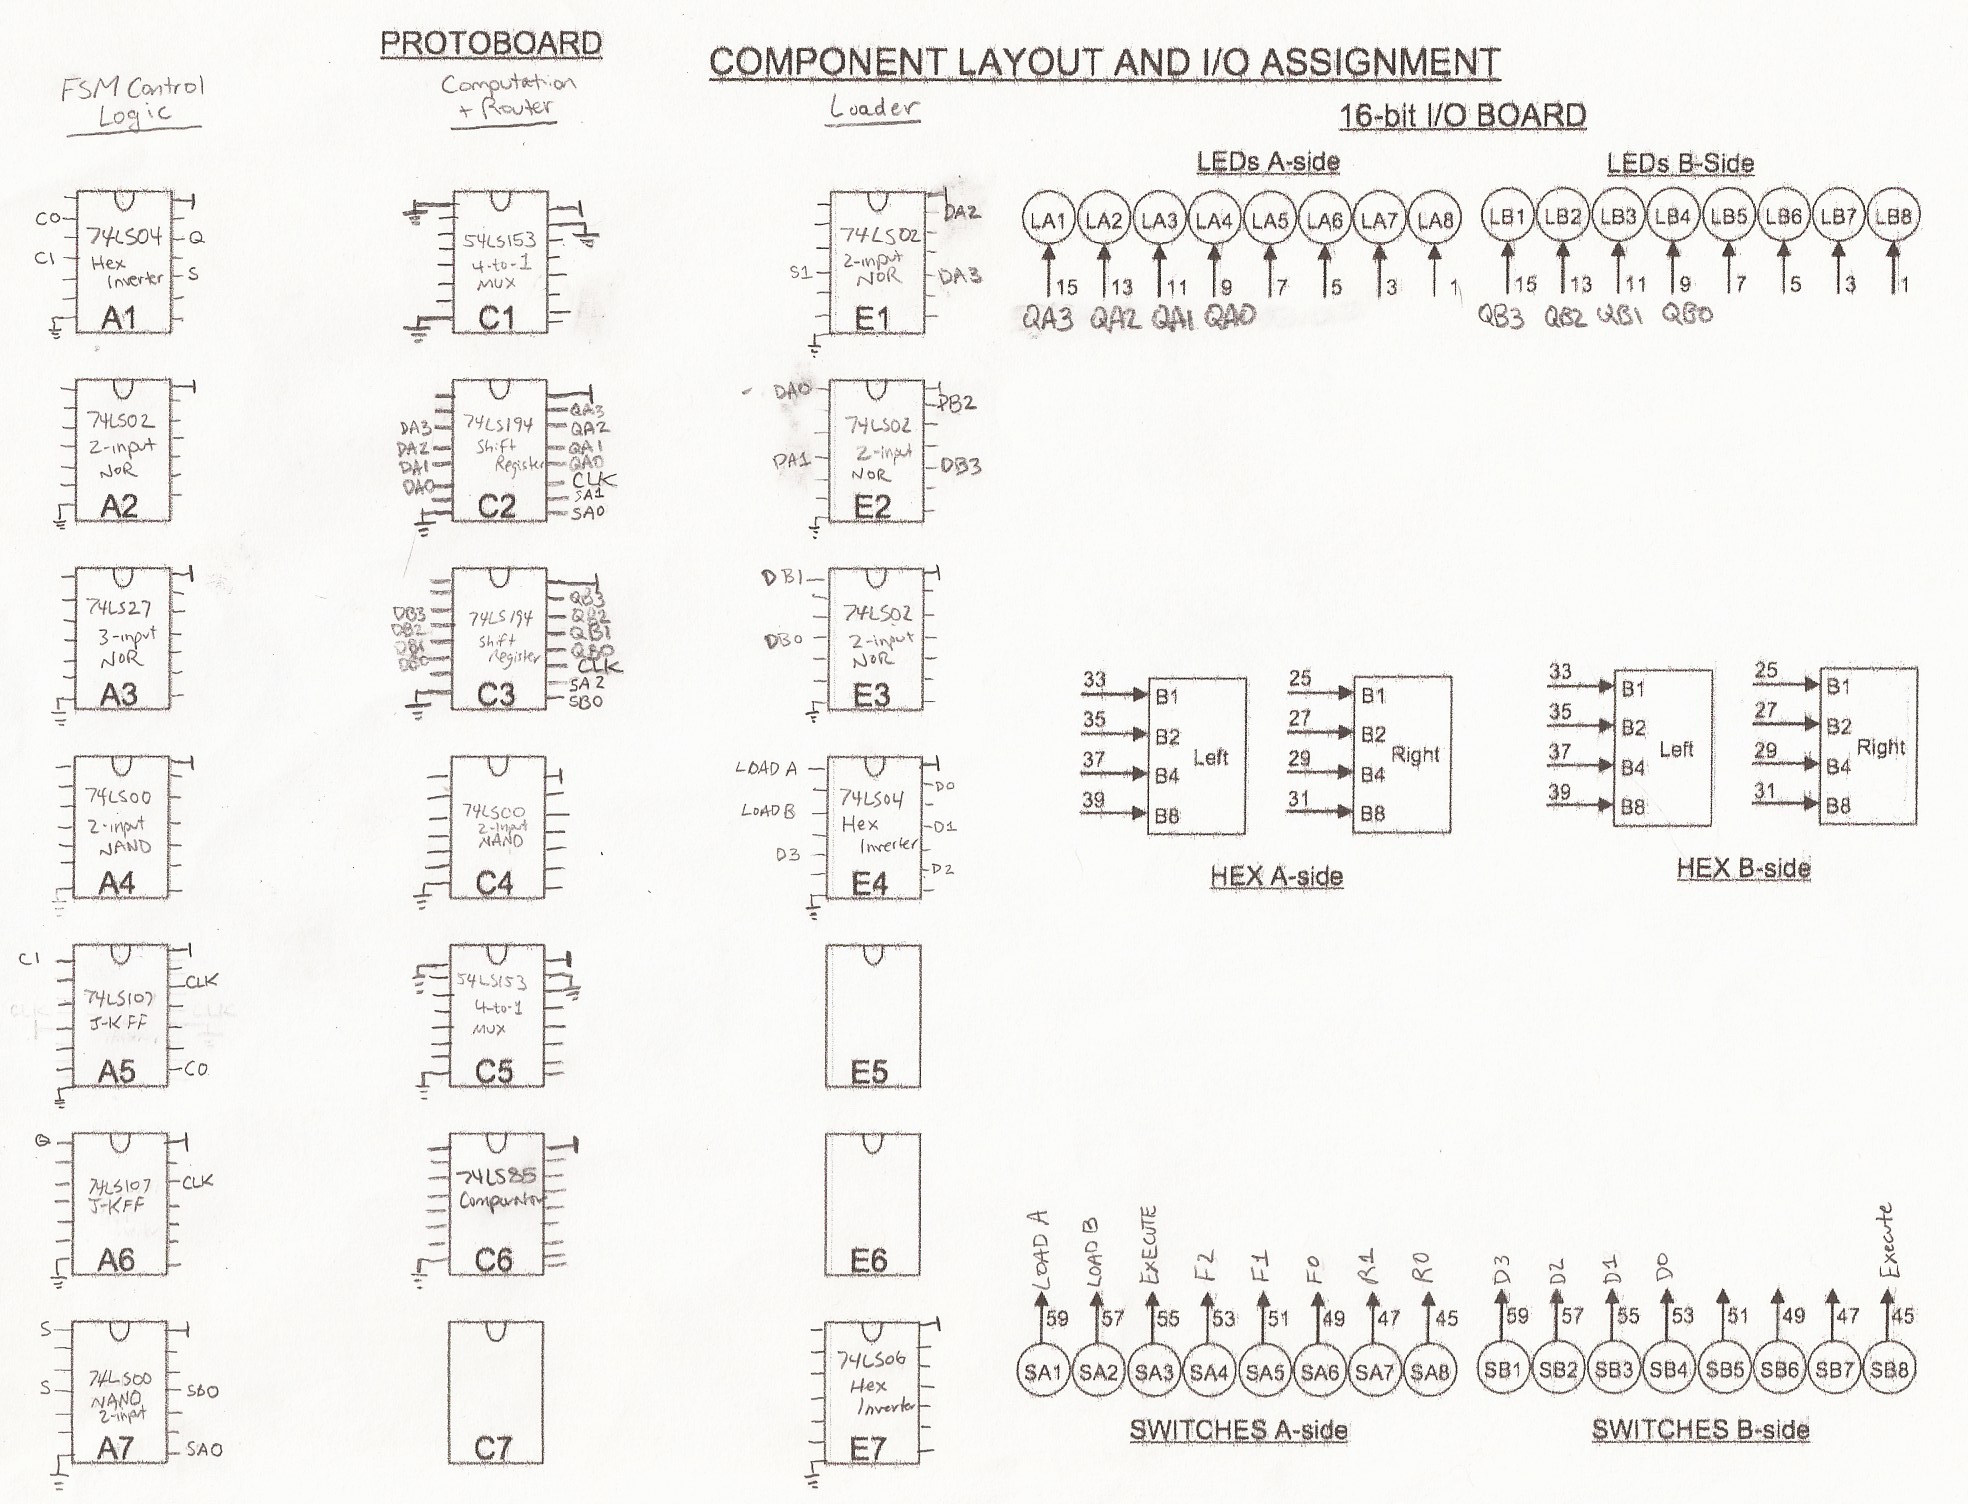 PROTOBOARD
COMPONENT LAYOUT AND I/O ASSIGNMENT
FSM Control
Logic
Computation
+ Router
Loader
16-bit I/O BOARD
C0
C1
74LS04
Hex
Inverter
A1
Q
S
74LS02
2-input
NOR
A2
74LS27
3-input
NOR
A3
74LS00
2-input
NAND
A4
C1
74LS107
J-KFF
A5
CLK
C0
Q
74LS107
J-KFF
A6
CLK
S
S
74LS00
NAND
2-input
A7
SB0
SA0
54LS153
4-to-1
MUX
C1
DA3
DA2
DA1
DA0
74LS194
Shift
Register
C2
QA3
QA2
QA1
QA0
CLK
SA1
SA0
DB3
DB2
DB1
DB0
74LS194
Shift
Register
C3
QB3
QB2
QB1
QB0
CLK
SA2
SB0
74LS00
2-input
NAND
C4
54LS153
4-to-1
MUX
C5
74LS85
Comparator
C6
C7
S1
74LS02
2-input
NOR
E1
DA2
DA3
DA0
DA1
74LS02
2-input
NOR
E2
DB2
DB3
DB1
DB0
74LS02
2-input
NOR
E3
LOAD A
LOAD B
D3
74LS04
Hex
Inverter
E4
D0
D1
D2
E5
E6
74LS06
Hex
Inverter
E7
LEDs A-side
LA1 LA2 LA3 LA4 LA5 LA6 LA7 LA8
15 13 11 9 7 5 3 1
QA3 QA2 QA1 QA0
LEDs B-Side
LB1 LB2 LB3 LB4 LB5 LB6 LB7 LB8
15 13 11 9 7 5 3 1
QB3 QB2 QB1 QB0
33 B1
35 B2
37 B4
39 B8
Left
25 B1
27 B2
29 B4
31 B8
Right
HEX A-side
33 B1
35 B2
37 B4
39 B8
Left
25 B1
27 B2
29 B4
31 B8
Right
HEX B-side
LOAD A
LOAD B
EXECUTE
F2
F1
F0
R1
R0
59 57 55 53 51 49 47 45
SA1 SA2 SA3 SA4 SA5 SA6 SA7 SA8
SWITCHES A-side
D3
D2
D1
D0
Execute
59 57 55 53 51 49 47 45
SB1 SB2 SB3 SB4 SB5 SB6 SB7 SB8
SWITCHES B-side